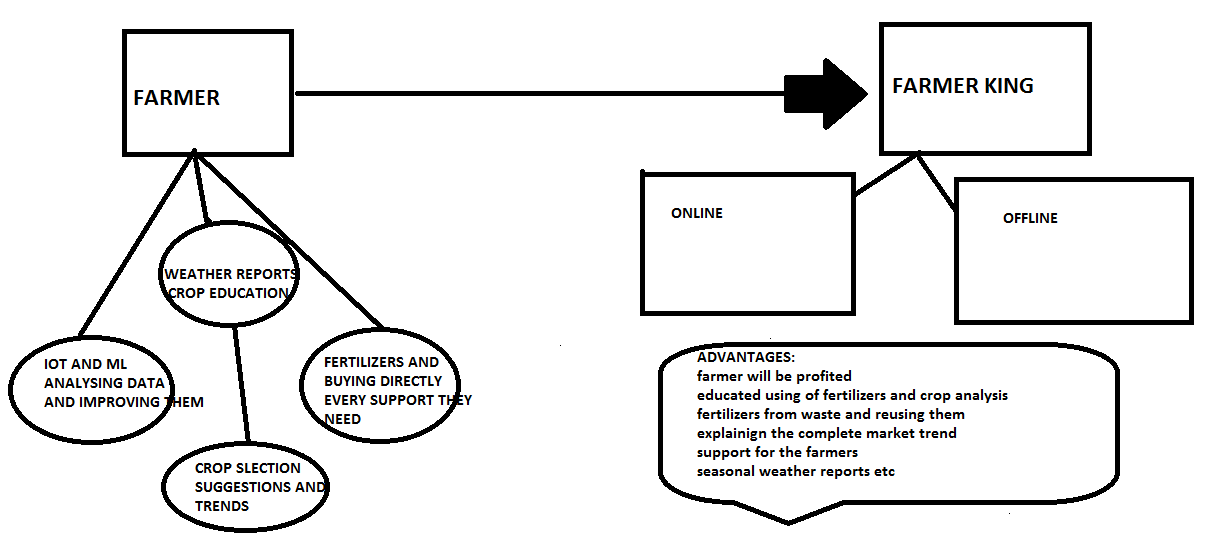 FARMER
FARMER KING
ONLINE
OFFLINE
WEATHER REPORTS
CROP EDUCATION
IOT AND ML
ANALYSING DATA
AND IMPROVING THEM
FERTILIZERS AND
BUYING DIRECTLY
EVERY SUPPORT THEY
NEED
CROP SLECTION
SUGGESTIONS AND
TRENDS
ADVANTAGES:
farmer will be profited
educated using of fertilizers and crop analysis
fertilizers from waste and reusing them
explainign the complete market trend
support for the farmers
seasonal weather reports etc